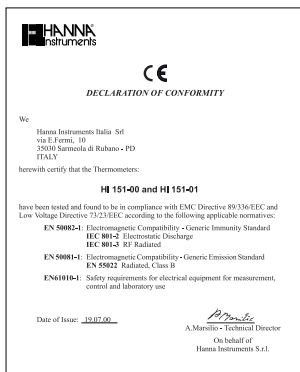 HANNA
instruments
CE
DECLARATION OF CONFORMITY
We
Hanna Instruments Italia Srl
via E.Fermi, 10
35030 Sarmeola di Rubano - PD
ITALY
herewith certify that the Thermometers:
HI 151-00 and HI 151-01
have been tested and found to be in compliance with EMC Directive 89/336/EEC and
Low Voltage Directive 73/23/EEC according to the following applicable normatives:
EN 50082-1: Electromagnetic Compatibility - Generic Immunity Standard
IEC 801-2 Electrostatic Discharge
IEC 801-3 RF Radiated
EN 50081-1: Electromagnetic Compatibility - Generic Emission Standard
EN 55022 Radiated, Class B
EN61010-1: Safety requirements for electrical equipment for measurement,
control and laboratory use
Date of Issue: 19.07.00
A.Marsilio
A.Marsilio - Technical Director
On behalf of
Hanna Instruments S.r.l.